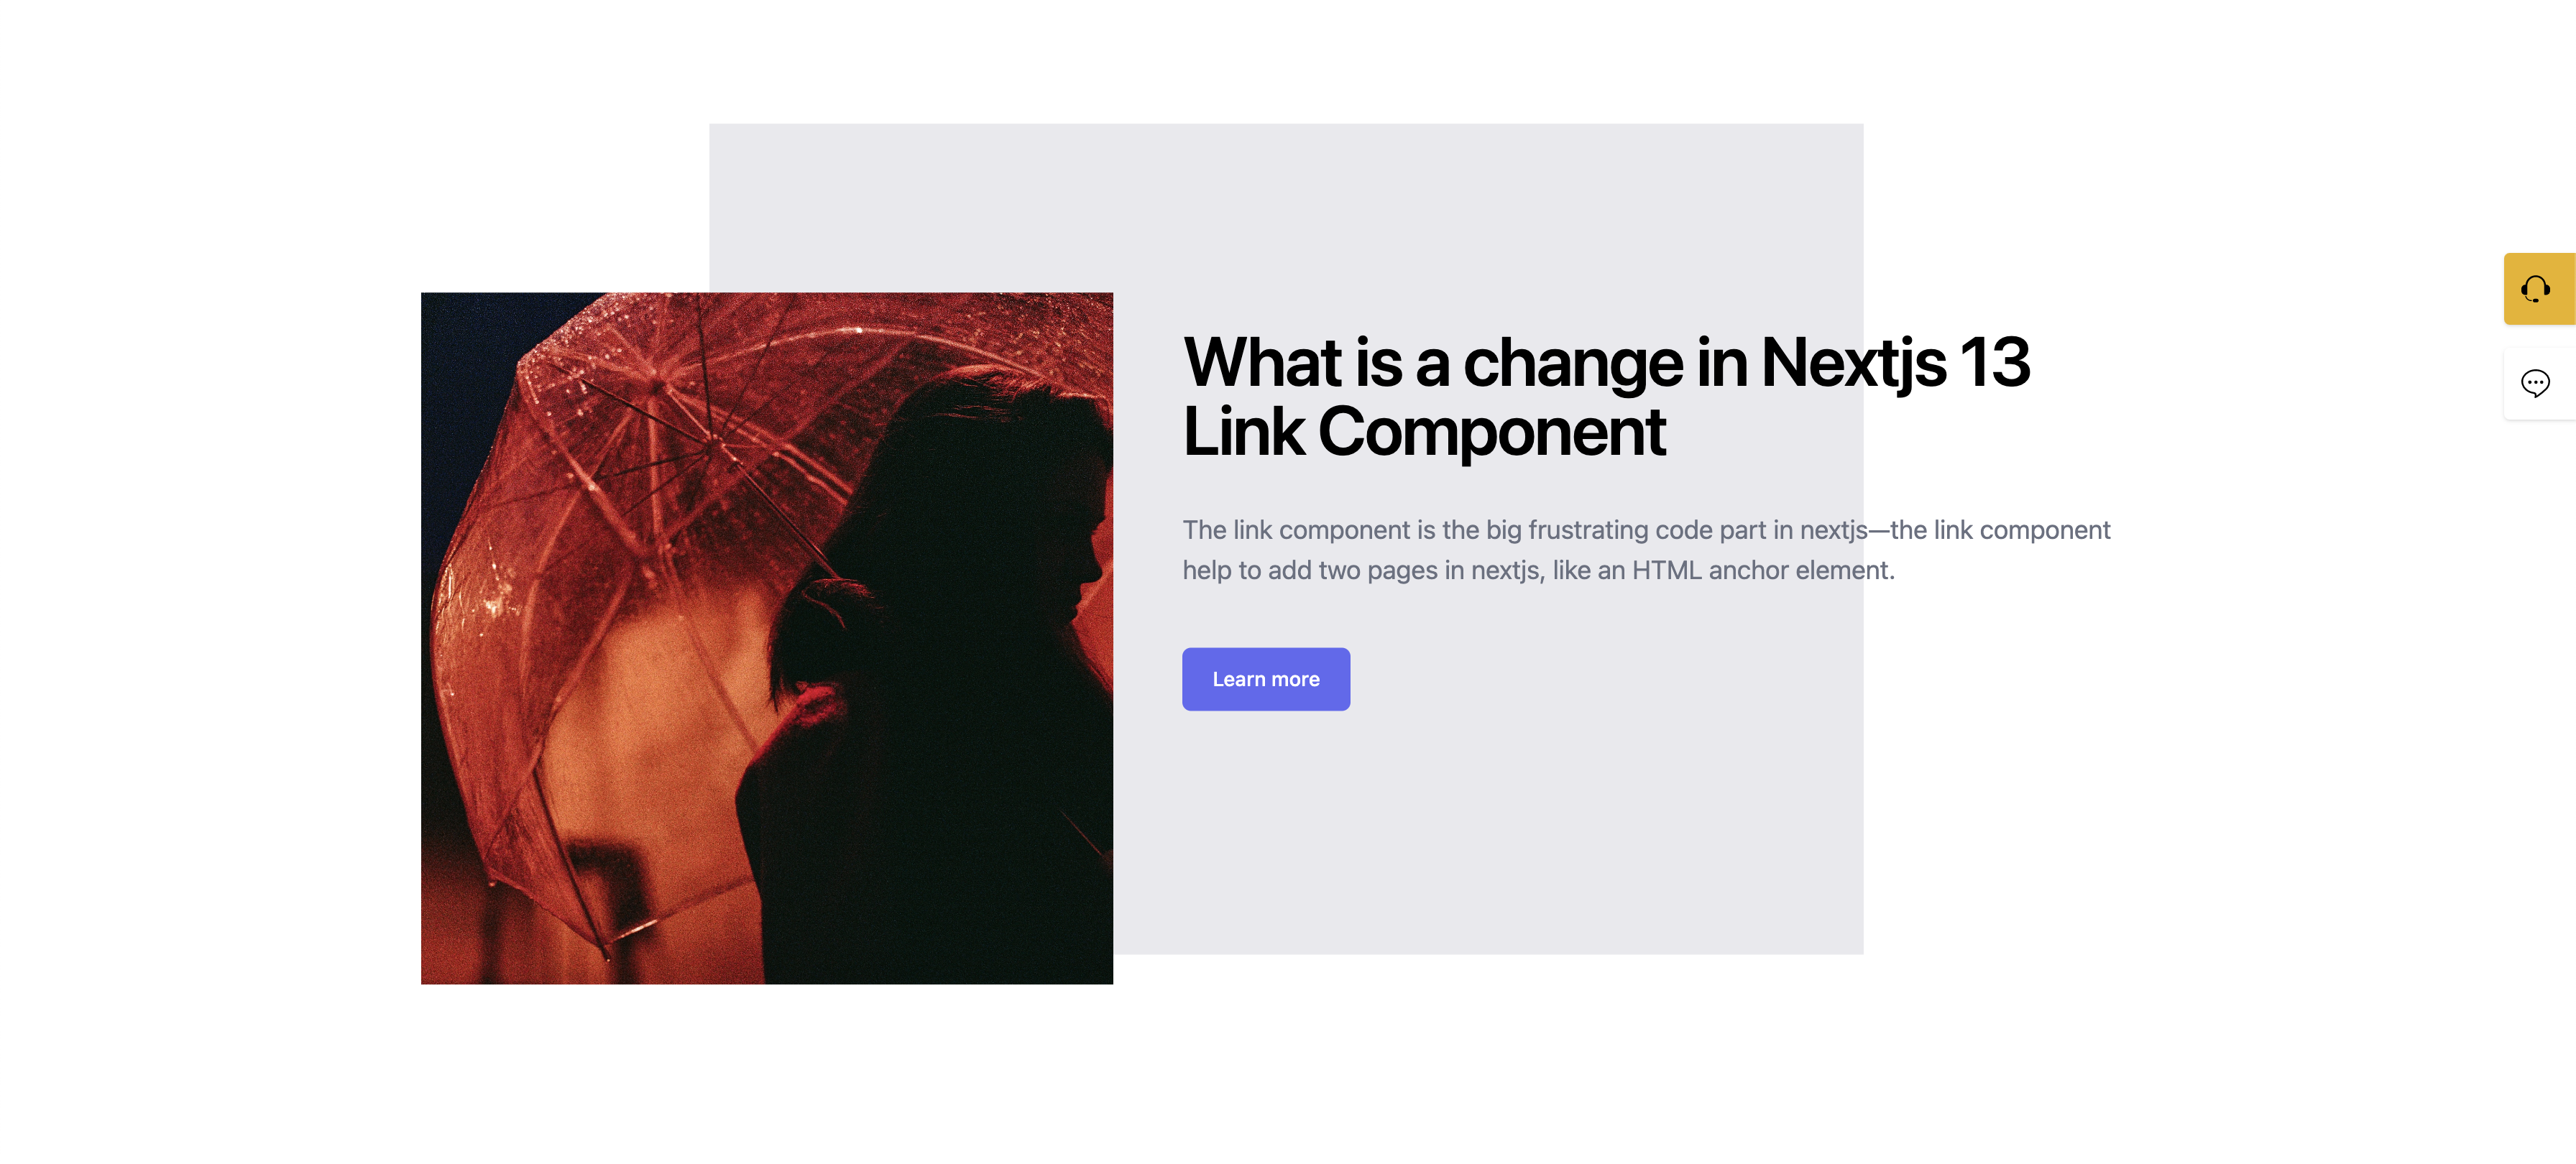 What is a change in Nextjs 13
Link Component
The link component is the big frustrating code part in nextjs—the link component
help to add two pages in nextjs, like an HTML anchor element.
Learn more